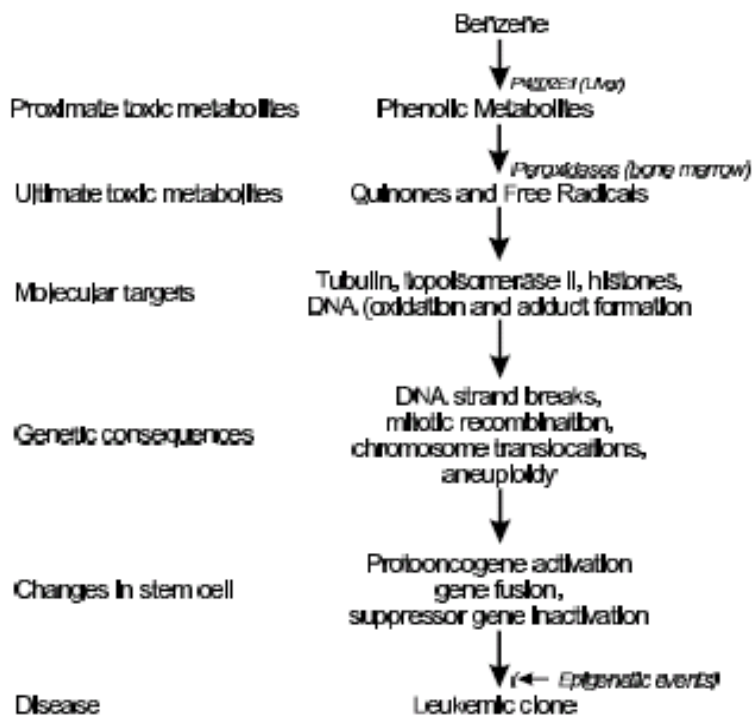 Benzene
P4502E1 (Liver)
Proximate toxic metabolites Phenolic Metabolites
Peroxidases (bone marrow)
Ultimate toxic metabolites Quinones and Free Radicals
Tubulin, topoisomerase II, histones,
Molecular targets
DNA (oxidation and adduct formation
DNA strand breaks,
mitotic recombination,
Genetic consequences
chromosome translocations,
aneuploidy
Protooncogene activation
Changes in stem cell gene fusion,
suppressor gene inactivation
(← Epigenetic events)
Disease Leukemic clone